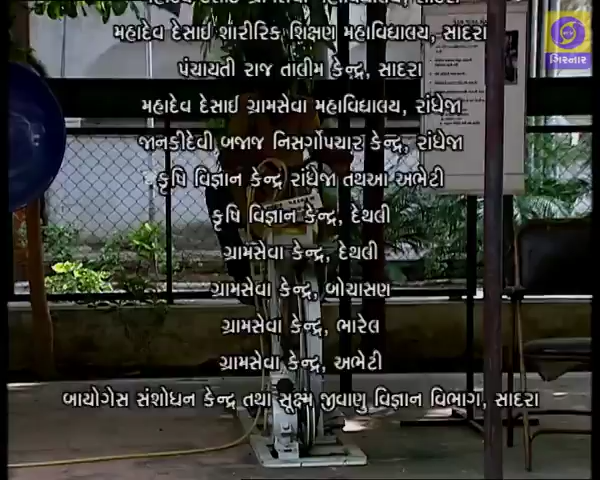 મહાદેવ દેસાઈ શારીરિક શિક્ષણ મહાવિદ્યાલય, સાદરા
પંચાયતી રાજ તાલીમ કેન્દ્ર, સાદરા
મહાદેવ દેસાઈ ગ્રામસેવા મહાવિદ્યાલય, રાંધેજા
જાનકીદેવી બજાજ નિસર્ગોપચાર કેન્દ્ર, રાંધેજા
કૃષિ વિજ્ઞાન કેન્દ્ર રાંધેજા તથઆ અંભેટી
કૃષિ વિજ્ઞાન કેન્દ્ર, દેથલી
ગ્રામસેવા કેન્દ્ર, દેથલી
ગ્રામસેવા કેન્દ્ર, બોચાસણ
ગ્રામસેવા કેન્દ્ર, ભારેલ
ગ્રામસેવા કેન્દ્ર, અંભેટી
બાયોગેસ સંશોધન કેન્દ્ર તથા સૂક્ષ્મ જીવાણુ વિજ્ઞાન વિભાગ, સાદરા
ગિરનાર